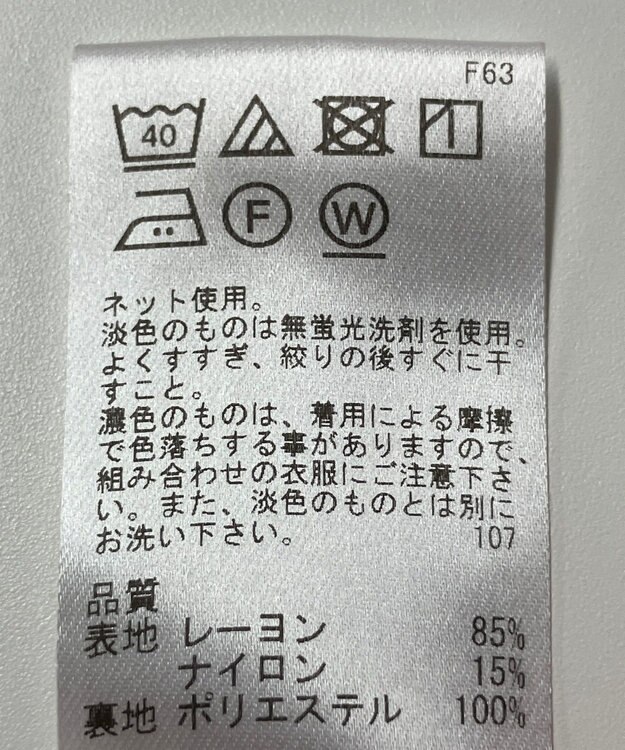 F63
40
F W
ネット使用。
淡色のものは無蛍光洗剤を使用。
よくすすぎ、絞りの後すぐに干
すこと。
濃色のものは、着用による摩擦
で色落ちする事がありますので、
組み合わせの衣服にご注意下さ
い。また、淡色のものとは別に
お洗い下さい。 107
品質
表地 レーヨン 85%
ナイロン 15%
裏地 ポリエステル 100%